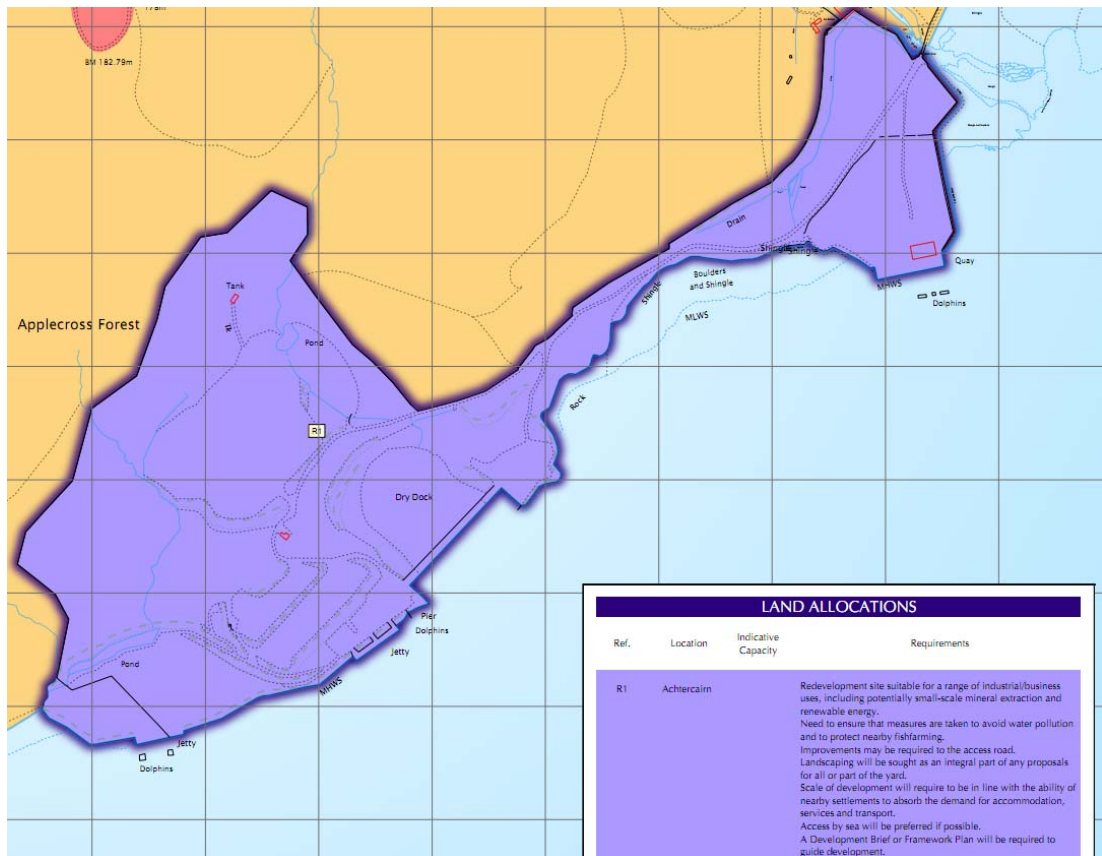 179m
BM 182.79m
Applecross Forest
Tank
Pond
R1
Dry Dock
Drain
Shingle
Shingle
Shingle
Boulders
and Shingle
MLWS
MHWS
Quay
Dolphins
Rock
Pier
Dolphins
Jetty
MHWS
Pond
Jetty
Dolphins
LAND ALLOCATIONS
Ref. Location Indicative Capacity Requirements
R1 Achtercairn Redevelopment site suitable for a range of industrial/business
uses, including potentially small-scale mineral extraction and
renewable energy.
Need to ensure that measures are taken to avoid water pollution
and to protect nearby fishfarming.
Improvements may be required to the access road.
Landscaping will be sought as an integral part of any proposals
for all or part of the yard.
Scale of development will require to be in line with the ability of
nearby settlements to absorb the demand for accommodation,
services and transport.
Access by sea will be preferred if possible.
A Development Brief or Framework Plan will be required to
guide development.